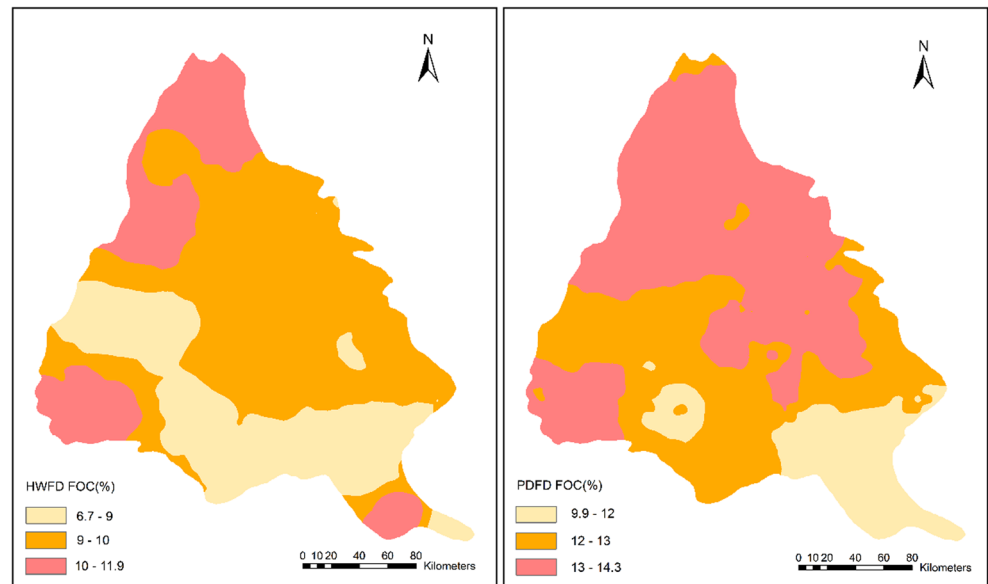 N
HWFD FOC(%)
6.7 - 9
9 - 10
10 - 11.9
0 10 20 40 60 80
Kilometers
N
PDFD FOC(%)
9.9 - 12
12 - 13
13 - 14.3
0 10 20 40 60 80
Kilometers